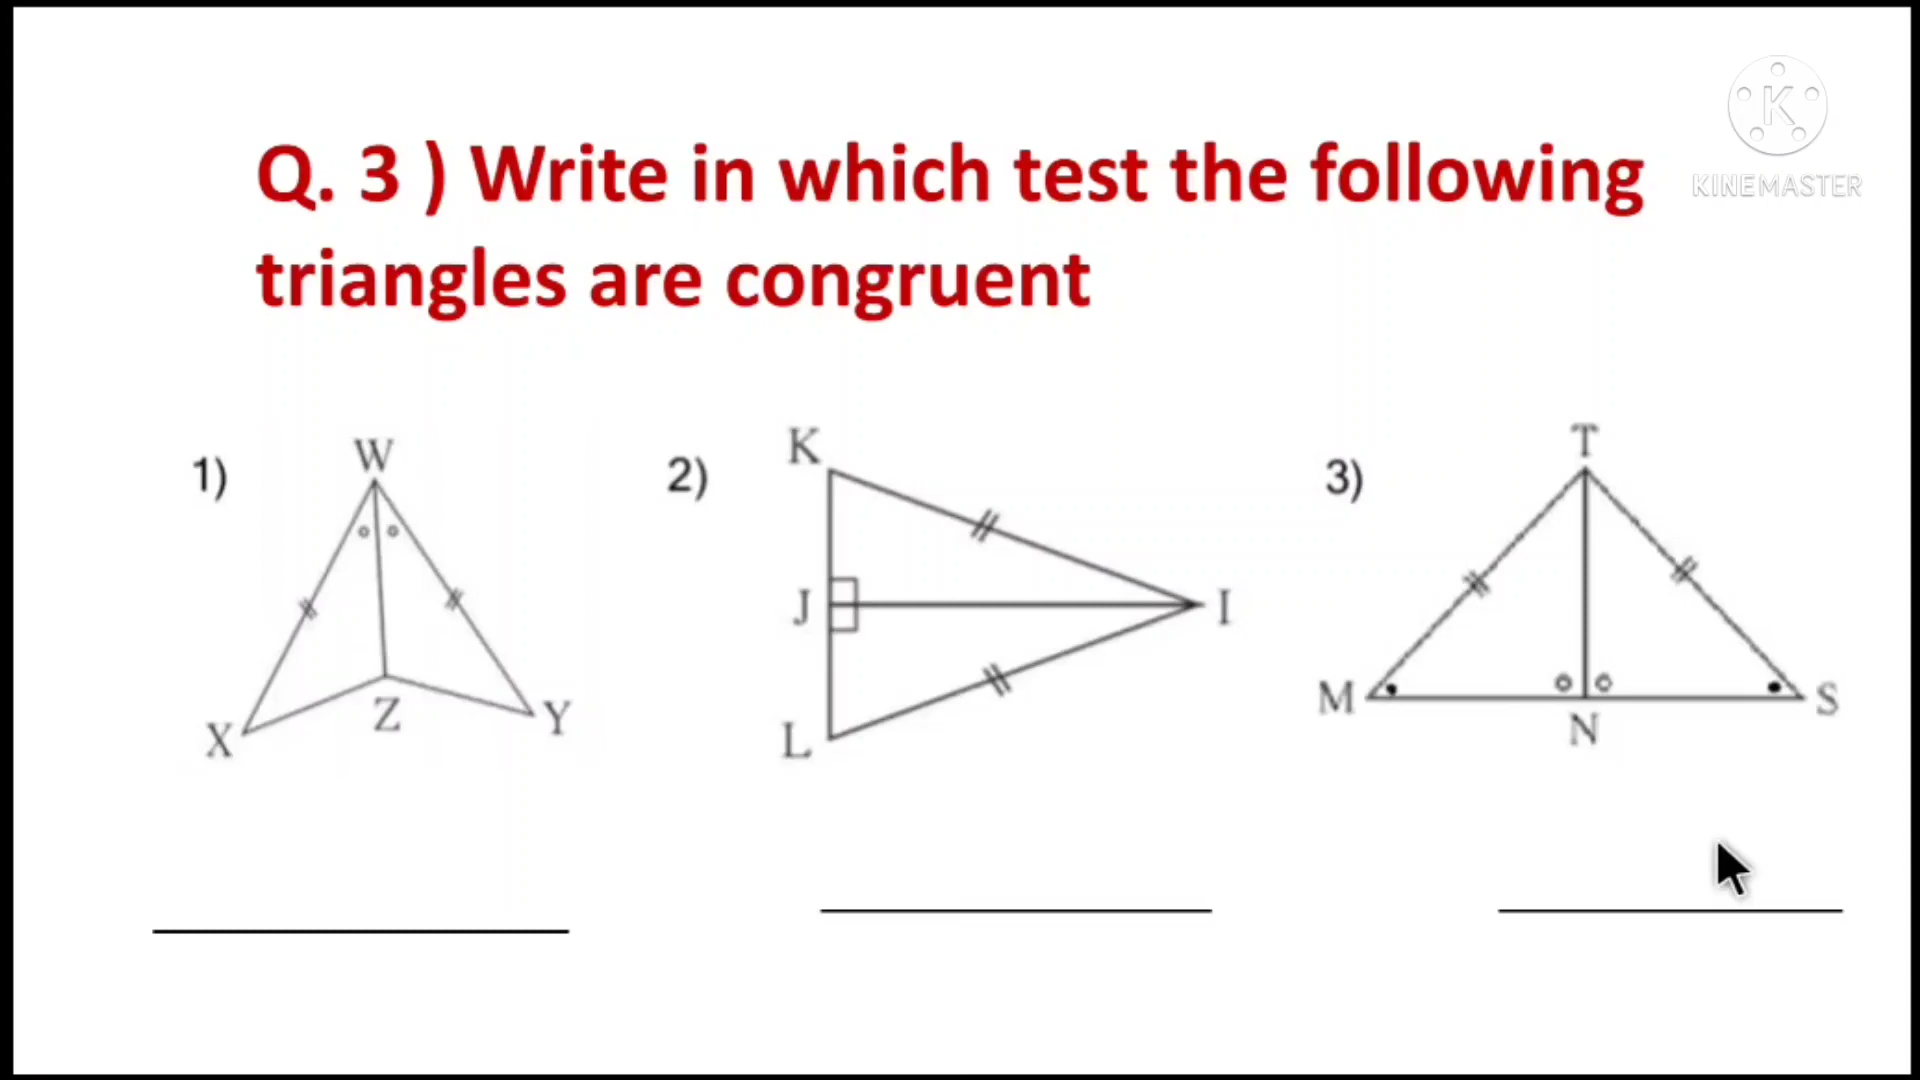 K
KINEMASTER
Q. 3 ) Write in which test the following
triangles are congruent
1)
W
X
Z
Y
2)
K
J
I
L
3)
T
M
N
S